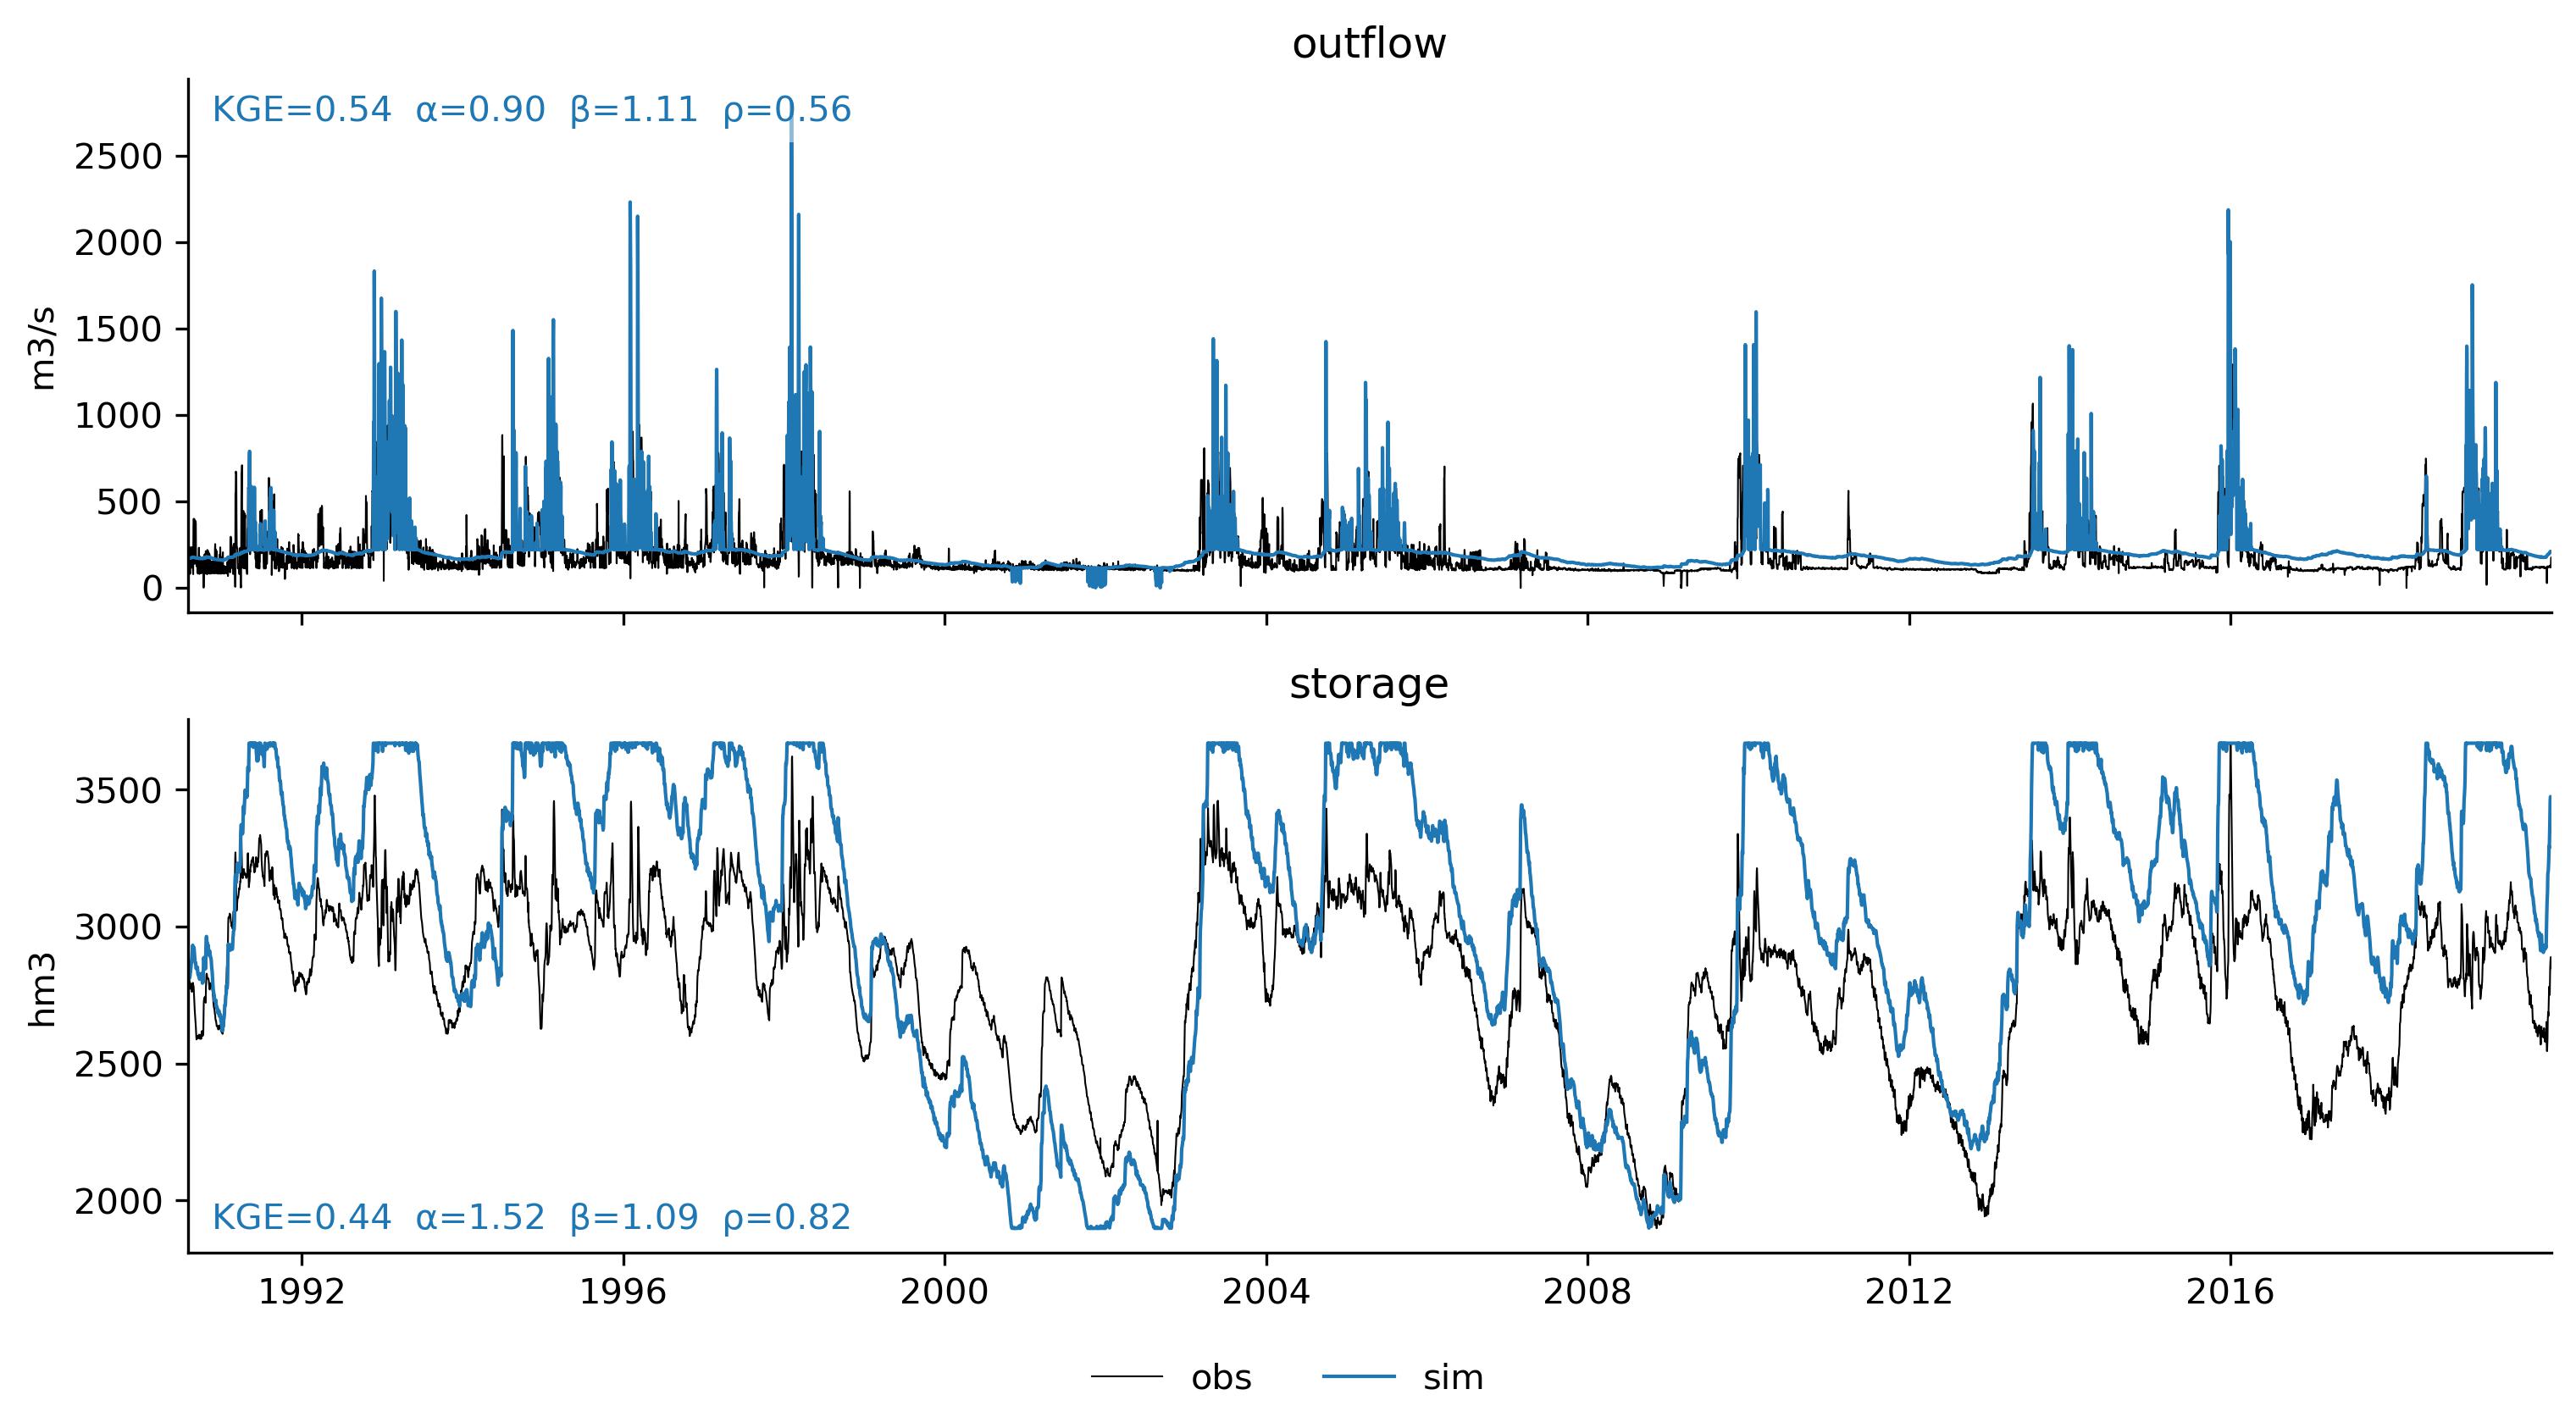 outflow
KGE=0.54 α=0.90 β=1.11 ρ=0.56
m3/s
2500
2000
1500
1000
500
0
storage
hm3
3500
3000
2500
2000
KGE=0.44 α=1.52 β=1.09 ρ=0.82
1992 1996 2000 2004 2008 2012 2016
obs sim